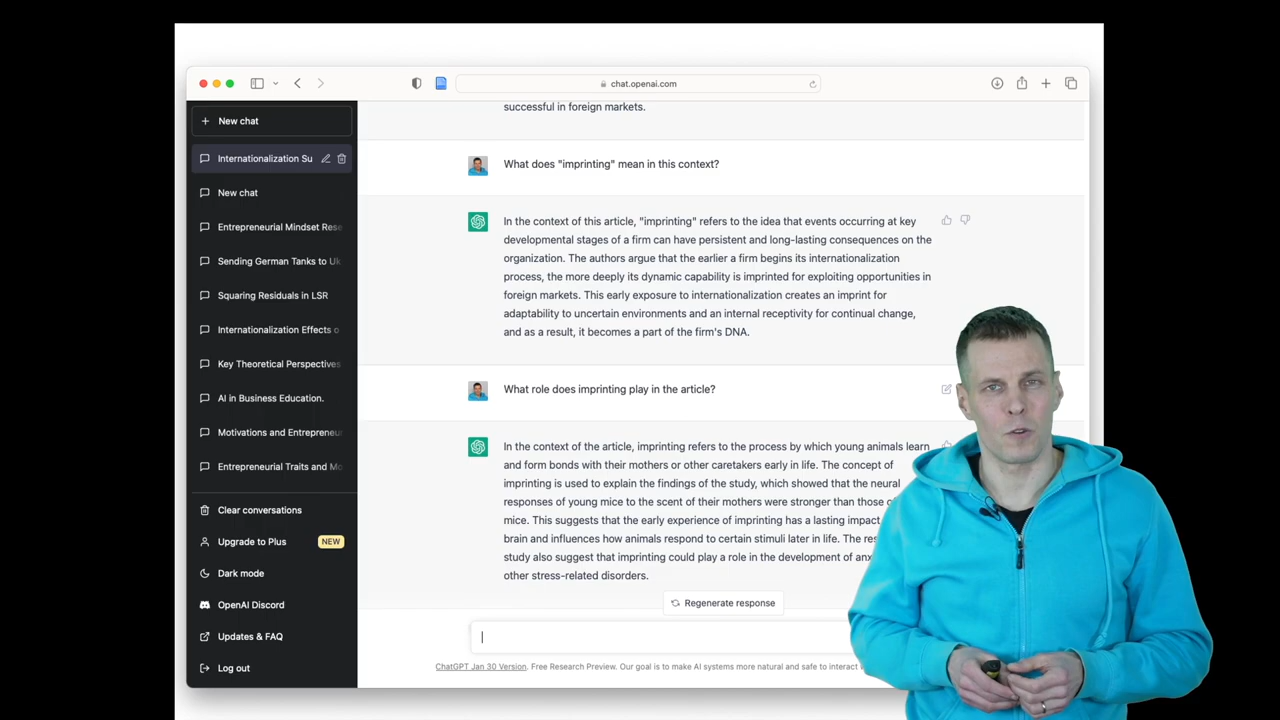 chat.openai.com
New chat
Internationalization Su
New chat
Entrepreneurial Mindset Rese
Sending German Tanks to Uk
Squaring Residuals in LSR
Internationalization Effects o
Key Theoretical Perspectives
AI in Business Education.
Motivations and Entrepreneu
Entrepreneurial Traits and Mo
Clear conversations
Upgrade to Plus NEW
Dark mode
OpenAI Discord
Updates & FAQ
Log out
successful in foreign markets.
What does "imprinting" mean in this context?
In the context of this article, "imprinting" refers to the idea that events occurring at key
developmental stages of a firm can have persistent and long-lasting consequences on the
organization. The authors argue that the earlier a firm begins its internationalization
process, the more deeply its dynamic capability is imprinted for exploiting opportunities in
foreign markets. This early exposure to internationalization creates an imprint for
adaptability to uncertain environments and an internal receptivity for continual change,
and as a result, it becomes a part of the firm's DNA.
What role does imprinting play in the article?
In the context of the article, imprinting refers to the process by which young animals learn
and form bonds with their mothers or other caretakers early in life. The concept of
imprinting is used to explain the findings of the study, which showed that the neural
responses of young mice to the scent of their mothers were stronger than those o
mice. This suggests that the early experience of imprinting has a lasting impact
brain and influences how animals respond to certain stimuli later in life. The res
study also suggest that imprinting could play a role in the development of anx
other stress-related disorders.
Regenerate response
ChatGPT Jan 30 Version. Free Research Preview. Our goal is to make AI systems more natural and safe to interact